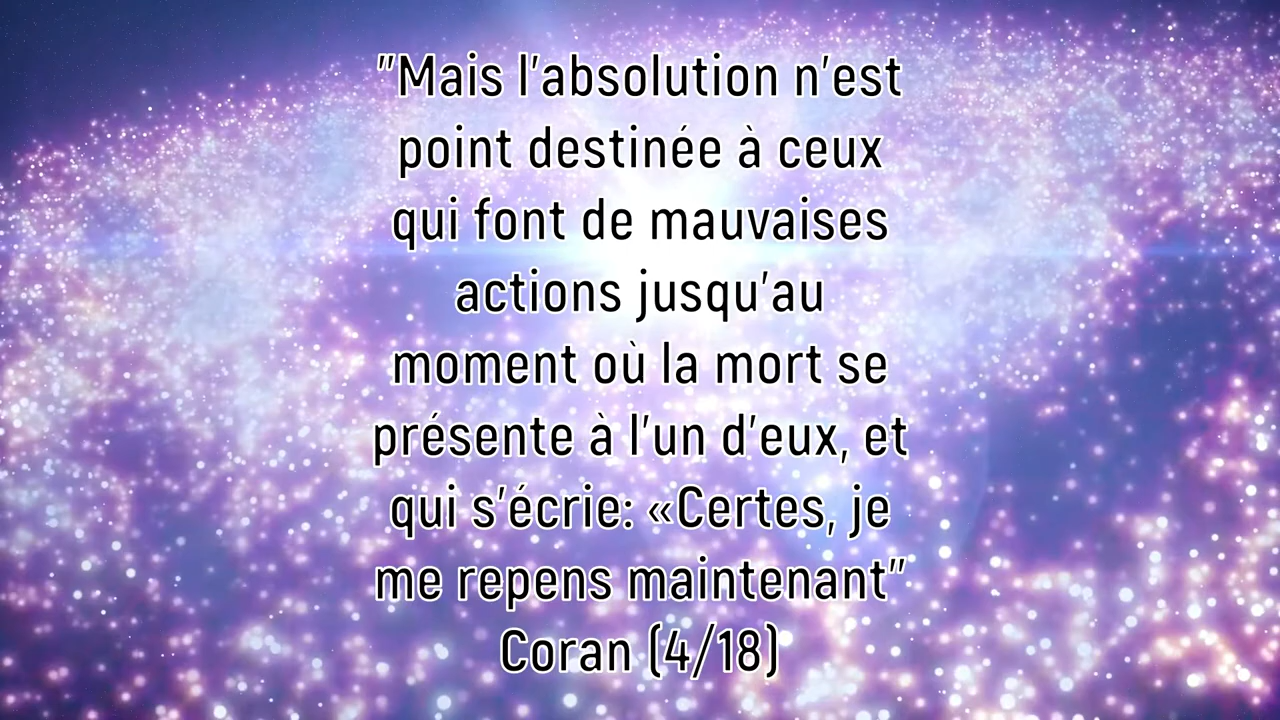 "Mais l'absolution n'est
point destinée à ceux
qui font de mauvaises
actions jusqu'au
moment où la mort se
présente à l'un d'eux, et
qui s'écrie: «Certes, je
me repens maintenant"
Coran (4/18)